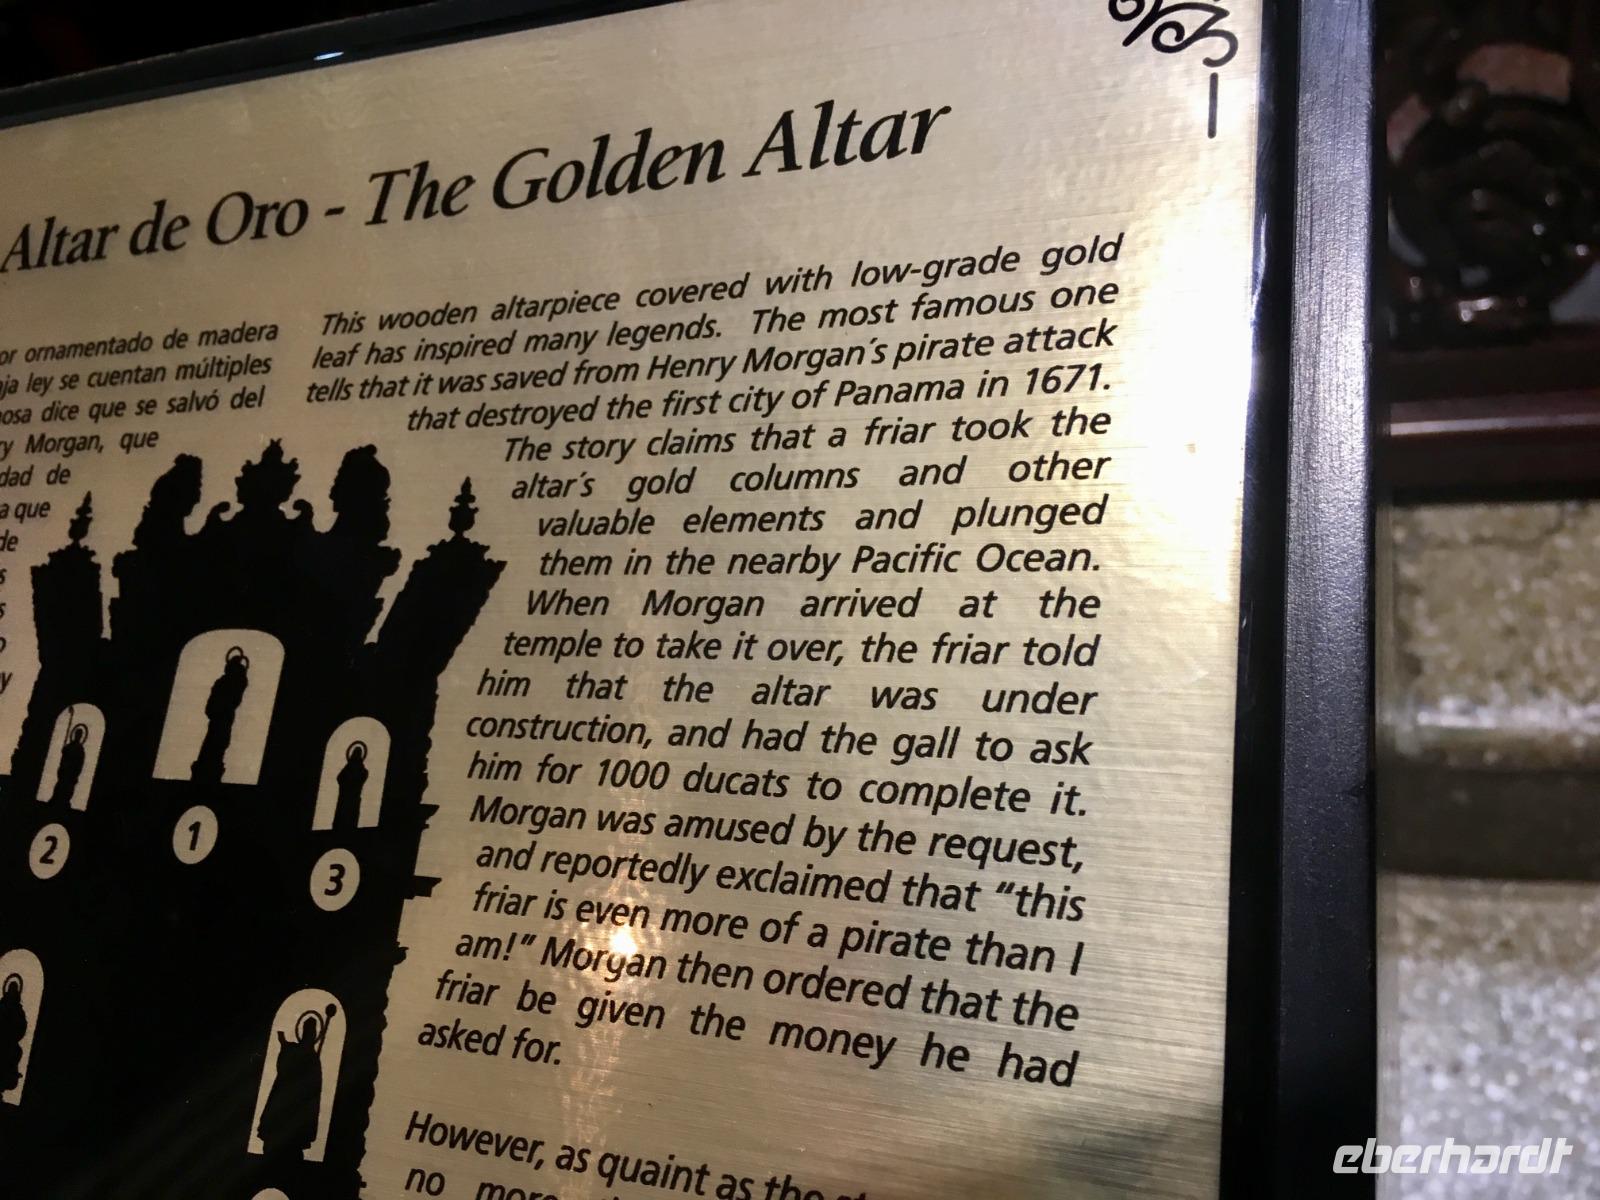 Altar de Oro - The Golden Altar
or ornamentado de madera
ja ley se cuentan múltiples
osa dice que se salvó del
ry Morgan, que
dad de
a que
de
This wooden altarpiece covered with low-grade gold
leaf has inspired many legends. The most famous one
tells that it was saved from Henry Morgan´s pirate attack
that destroyed the first city of Panama in 1671.
The story claims that a friar took the
altar´s gold columns and other
valuable elements and plunged
them in the nearby Pacific Ocean.
When Morgan arrived at the
temple to take it over, the friar told
him that the altar was under
construction, and had the gall to ask
him for 1000 ducats to complete it.
Morgan was amused by the request,
and reportedly exclaimed that "this
friar is even more of a pirate than I
am!" Morgan then ordered that the
friar be given the money he had
asked for.
However, as quaint as the
no more
2
1
3
eberhardt